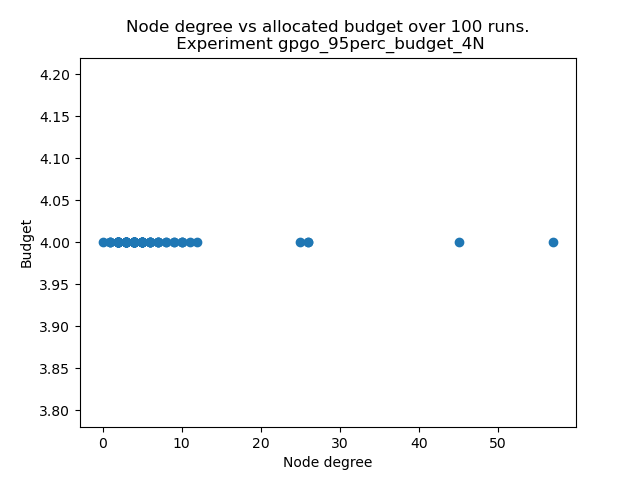 Node degree vs allocated budget over 100 runs.
Experiment gpgo_95perc_budget_4N
4.20
4.15
4.10
4.05
4.00
3.95
3.90
3.85
3.80
Budget
0 10 20 30 40 50
Node degree